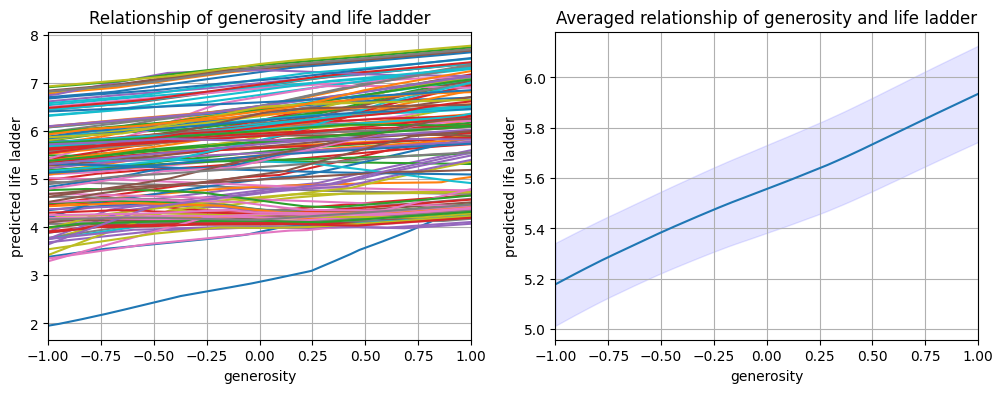 Relationship of generosity and life ladder
predicted life ladder
8
7
6
5
4
3
2
−1.00 −0.75 −0.50 −0.25 0.00 0.25 0.50 0.75 1.00
generosity
Averaged relationship of generosity and life ladder
predicted life ladder
6.0
5.8
5.6
5.4
5.2
5.0
−1.00 −0.75 −0.50 −0.25 0.00 0.25 0.50 0.75 1.00
generosity